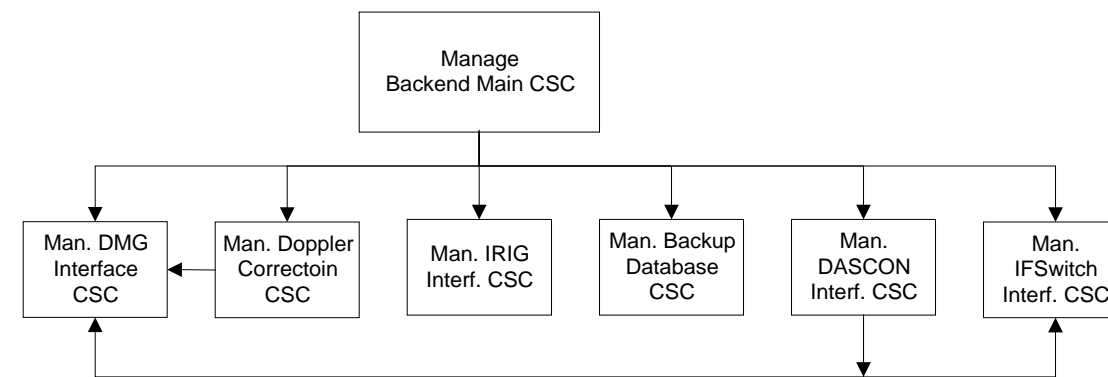 Manage
Backend Main CSC
Man. DMG
Interface
CSC
Man. Doppler
Correctoin
CSC
Man. IRIG
Interf. CSC
Man. Backup
Database
CSC
Man.
DASCON
Interf. CSC
Man.
IFSwitch
Interf. CSC